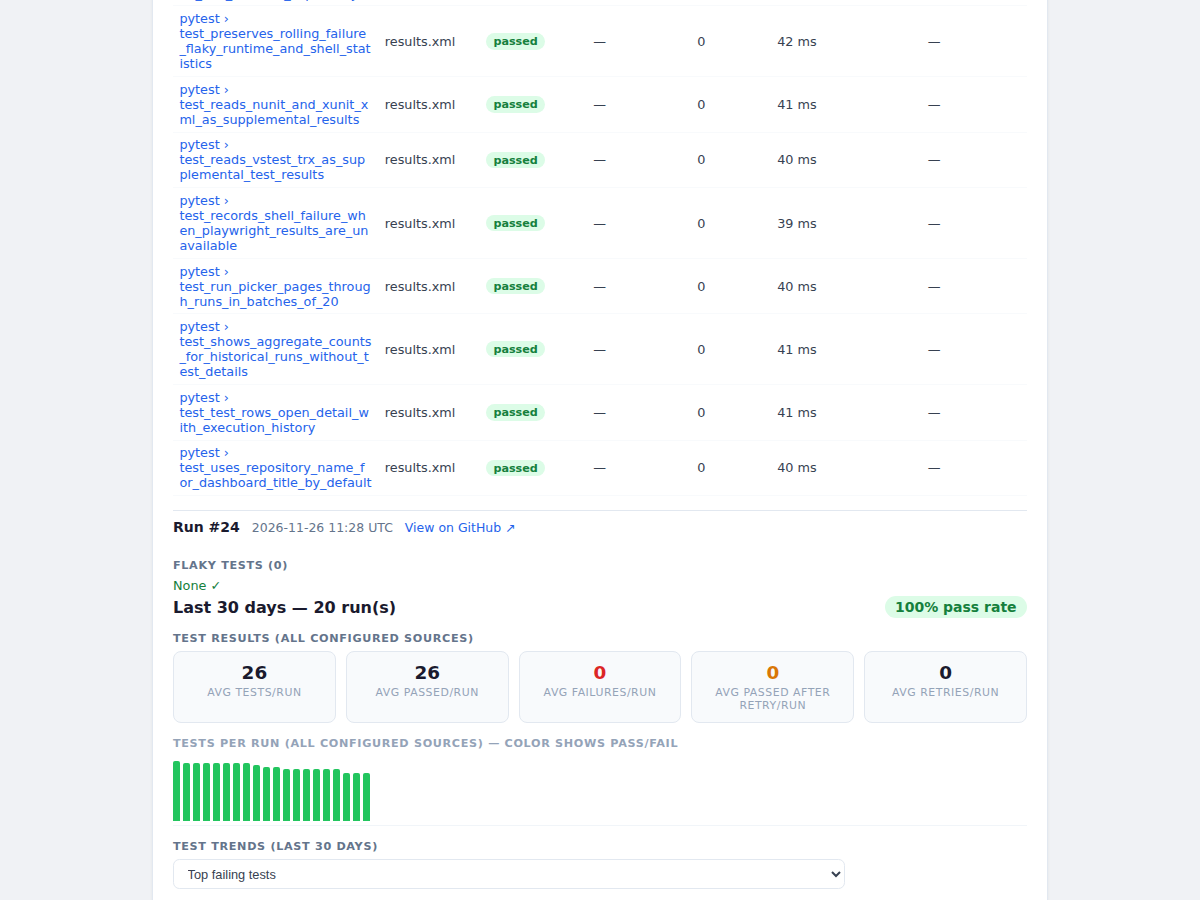 pytest ›
test_preserves_rolling_failure
_flaky_runtime_and_shell_stat
istics
results.xml passed — 0 42 ms —
pytest ›
test_reads_nunit_and_xunit_x
ml_as_supplemental_results
results.xml passed — 0 41 ms —
pytest ›
test_reads_vstest_trx_as_sup
plemental_test_results
results.xml passed — 0 40 ms —
pytest ›
test_records_shell_failure_wh
en_playwright_results_are_un
available
results.xml passed — 0 39 ms —
pytest ›
test_run_picker_pages_throug
h_runs_in_batches_of_20
results.xml passed — 0 40 ms —
pytest ›
test_shows_aggregate_counts
_for_historical_runs_without_t
est_details
results.xml passed — 0 41 ms —
pytest ›
test_test_rows_open_detail_w
ith_execution_history
results.xml passed — 0 41 ms —
pytest ›
test_uses_repository_name_f
or_dashboard_title_by_default
results.xml passed — 0 40 ms —
Run #24 2026-11-26 11:28 UTC View on GitHub ↗
FLAKY TESTS (0)
None ✓
Last 30 days — 20 run(s) 100% pass rate
TEST RESULTS (ALL CONFIGURED SOURCES)
26 26 0 0 0
AVG TESTS/RUN AVG PASSED/RUN AVG FAILURES/RUN AVG PASSED AFTER RETRY/RUN AVG RETRIES/RUN
TESTS PER RUN (ALL CONFIGURED SOURCES) — COLOR SHOWS PASS/FAIL
TEST TRENDS (LAST 30 DAYS)
Top failing tests